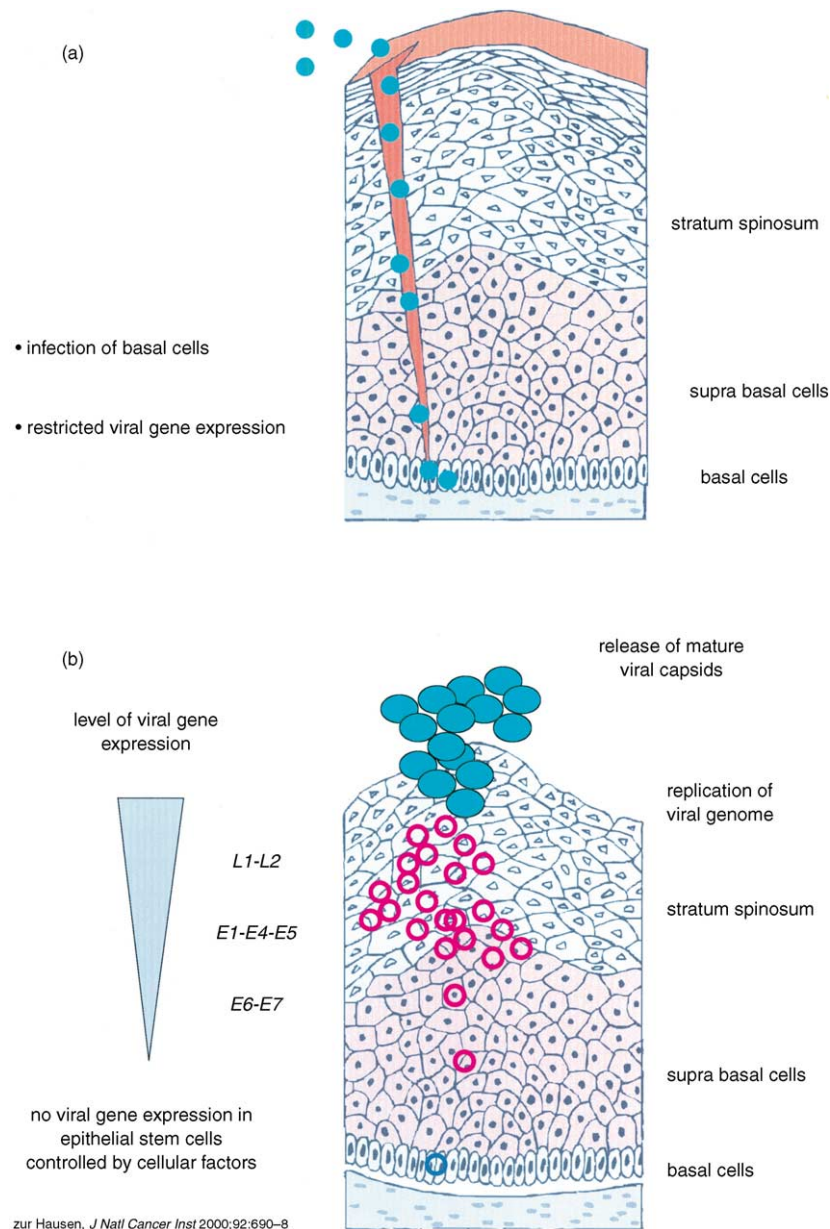 (a)
stratum spinosum
• infection of basal cells
supra basal cells
• restricted viral gene expression
basal cells
(b)
release of mature
viral capsids
level of viral gene
expression
replication of
viral genome
L1-L2
stratum spinosum
E1-E4-E5
E6-E7
supra basal cells
no viral gene expression in
epithelial stem cells
controlled by cellular factors
basal cells
zur Hausen, J Natl Cancer Inst 2000:92:690–8